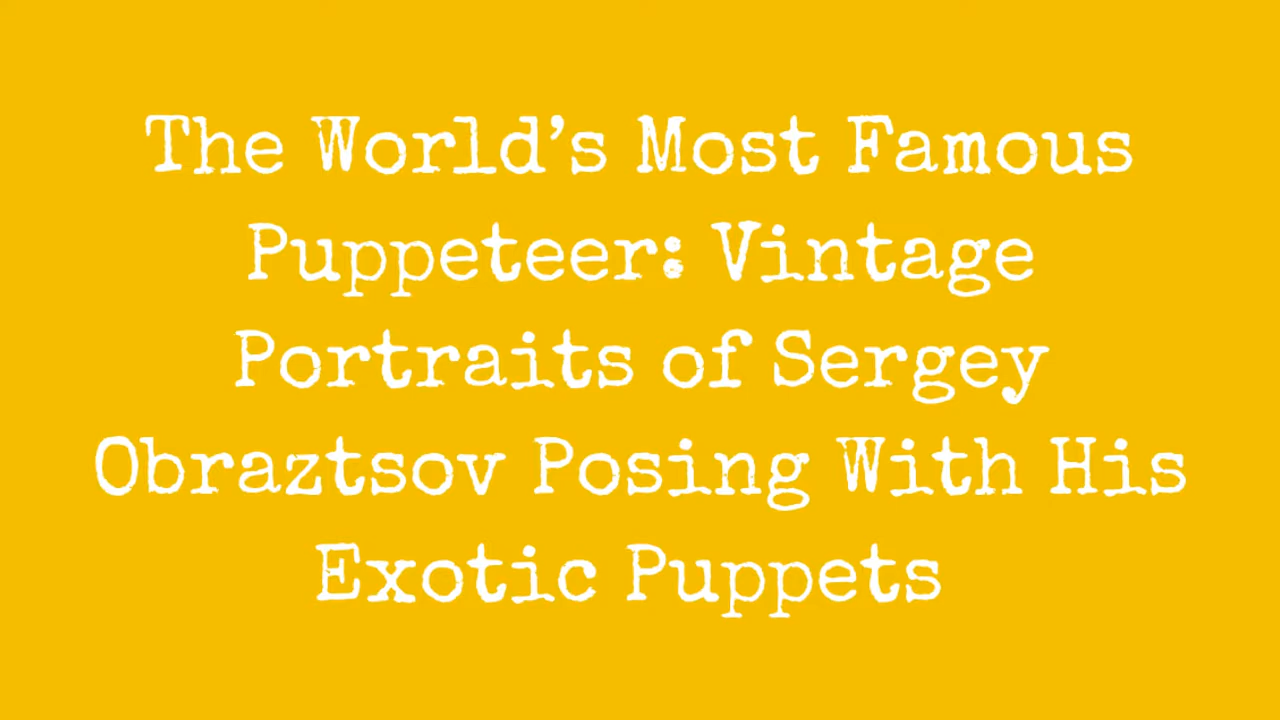 The World’s Most Famous
Puppeteer: Vintage
Portraits of Sergey
Obraztsov Posing With His
Exotic Puppets